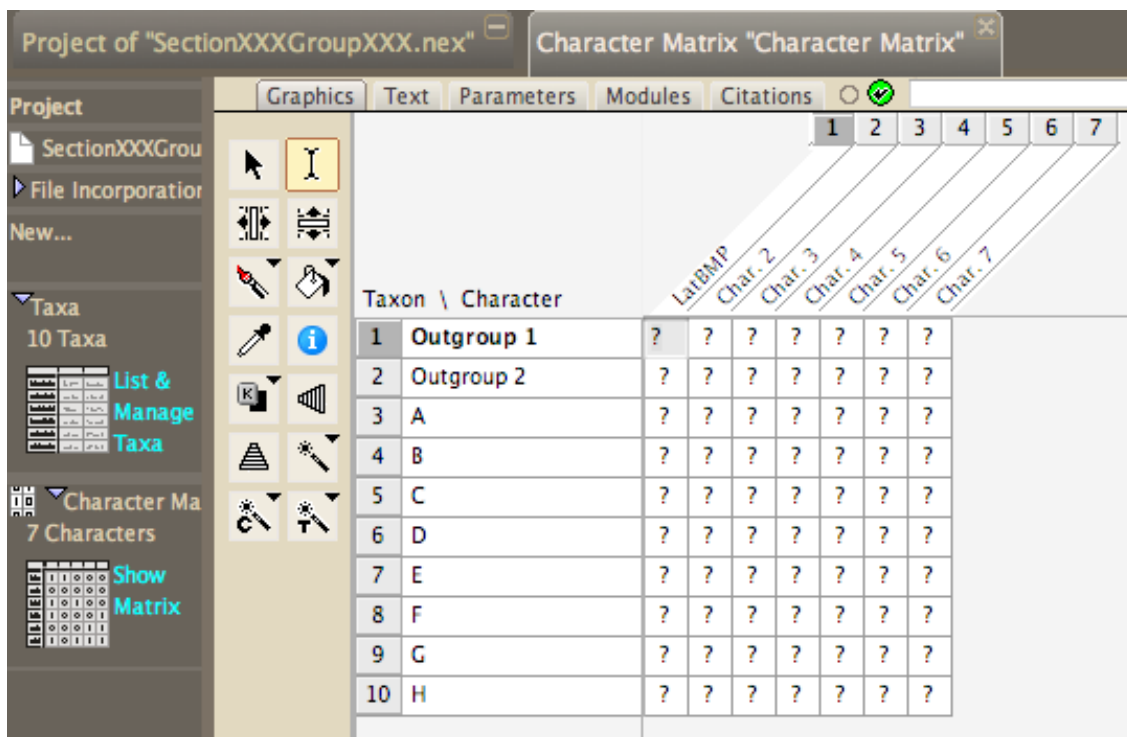 Project of "SectionXXXGroupXXX.nex"
Character Matrix "Character Matrix"
Project
SectionXXXGrou
File Incorporation
New...
Taxa
10 Taxa
List &
Manage
Taxa
Character Ma
7 Characters
Show
Matrix
Graphics Text Parameters Modules Citations
1 2 3 4 5 6 7
LatBMP Char. 2 Char. 3 Char. 4 Char. 5 Char. 6 Char. 7
Taxon \ Character
1 Outgroup 1 ? ? ? ? ? ? ?
2 Outgroup 2 ? ? ? ? ? ? ?
3 A ? ? ? ? ? ? ?
4 B ? ? ? ? ? ? ?
5 C ? ? ? ? ? ? ?
6 D ? ? ? ? ? ? ?
7 E ? ? ? ? ? ? ?
8 F ? ? ? ? ? ? ?
9 G ? ? ? ? ? ? ?
10 H ? ? ? ? ? ? ?
K
C
T